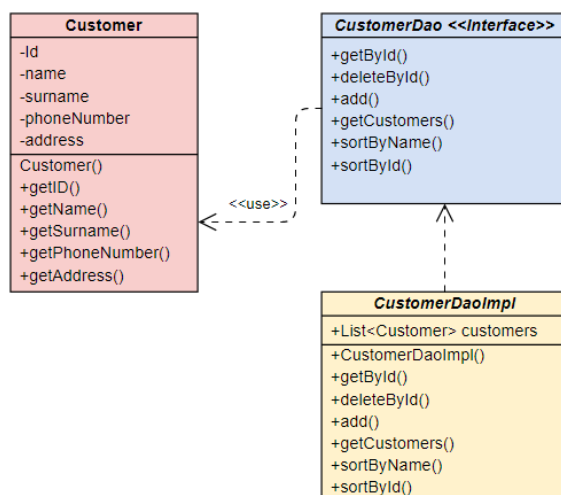 Customer
-Id
-name
-surname
-phoneNumber
-address
Customer()
+getID()
+getName()
+getSurname()
+getPhoneNumber()
+getAddress()
<<use>>
CustomerDao <<Interface>>
+getById()
+deleteById()
+add()
+getCustomers()
+sortByName()
+sortById()
CustomerDaoImpl
+List<Customer> customers
+CustomerDaoImpl()
+getById()
+deleteById()
+add()
+getCustomers()
+sortByName()
+sortById()